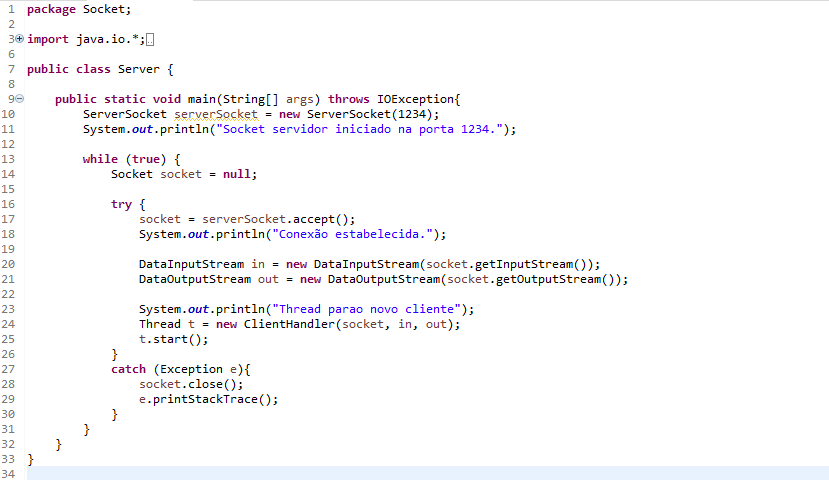 1 package Socket;
2
3 import java.io.*;
6
7 public class Server {
8
9 public static void main(String[] args) throws IOException{
10 ServerSocket serverSocket = new ServerSocket(1234);
11 System.out.println("Socket servidor iniciado na porta 1234.");
12
13 while (true) {
14 Socket socket = null;
15
16 try {
17 socket = serverSocket.accept();
18 System.out.println("Conexão estabelecida.");
19
20 DataInputStream in = new DataInputStream(socket.getInputStream());
21 DataOutputStream out = new DataOutputStream(socket.getOutputStream());
22
23 System.out.println("Thread parao novo cliente");
24 Thread t = new ClientHandler(socket, in, out);
25 t.start();
26 }
27 catch (Exception e){
28 socket.close();
29 e.printStackTrace();
30 }
31 }
32 }
33 }
34